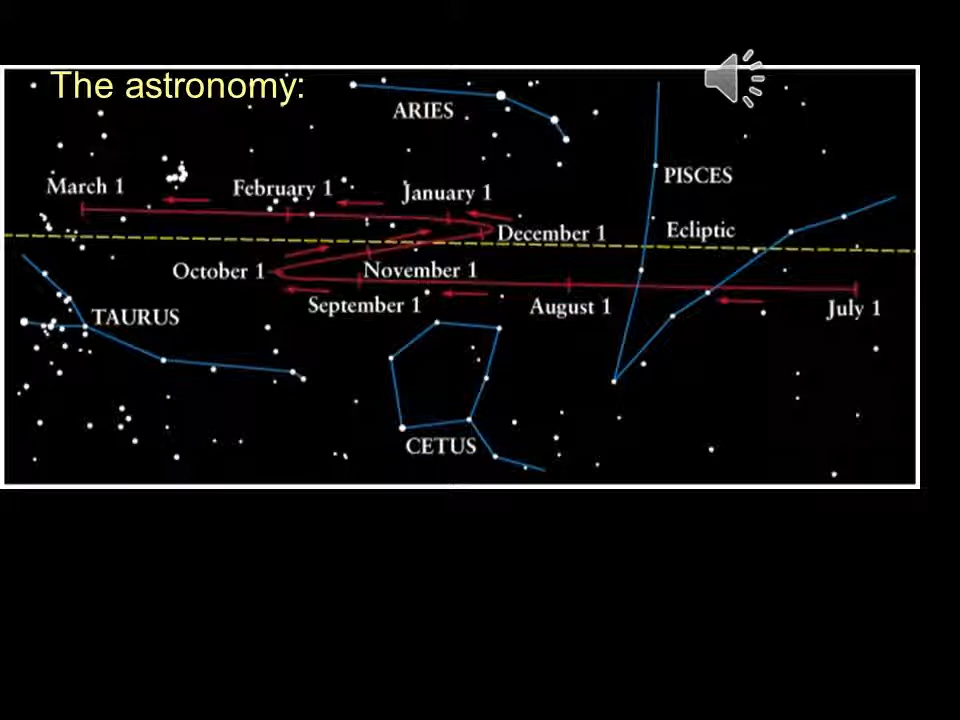 The astronomy:
ARIES
PISCES
March 1
February 1
January 1
December 1
Ecliptic
October 1
November 1
September 1
August 1
July 1
TAURUS
CETUS